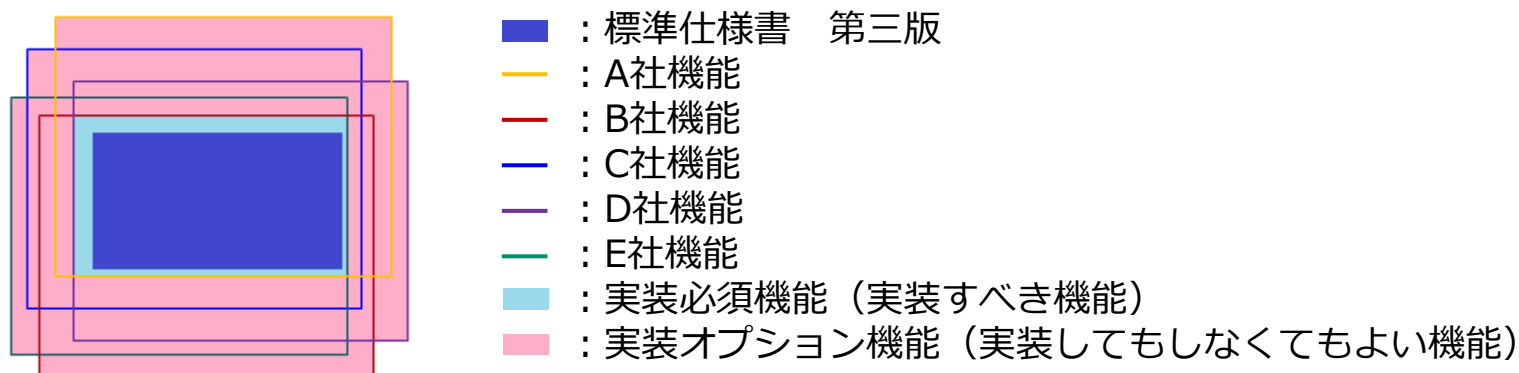 ：標準仕様書　第三版
：A社機能
：B社機能
：C社機能
：D社機能
：E社機能
：実装必須機能（実装すべき機能）
：実装オプション機能（実装してもしなくてもよい機能）